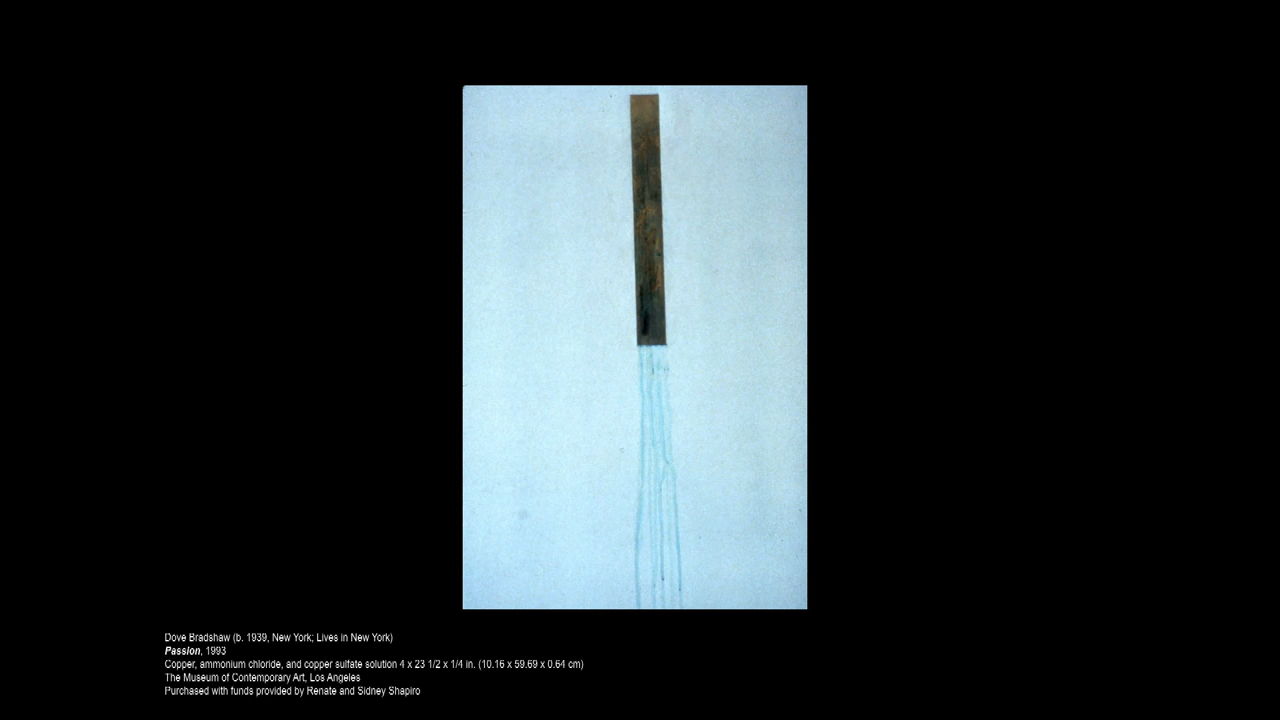 Dove Bradshaw (b. 1939, New York; Lives in New York)
Passion, 1993
Copper, ammonium chloride, and copper sulfate solution 4 x 23 1/2 x 1/4 in. (10.16 x 59.69 x 0.64 cm)
The Museum of Contemporary Art, Los Angeles
Purchased with funds provided by Renate and Sidney Shapiro